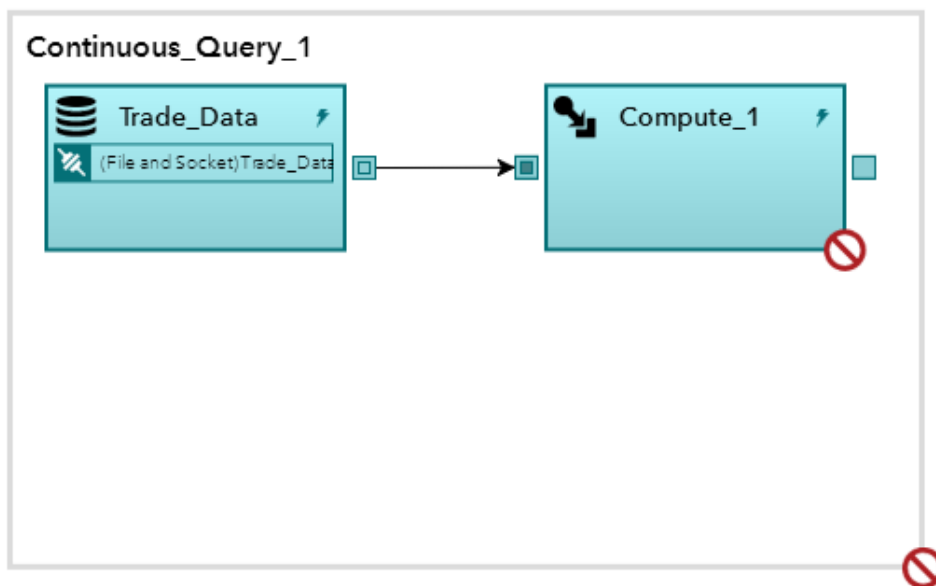 Continuous_Query_1
Trade_Data
(File and Socket)Trade_Data
Compute_1